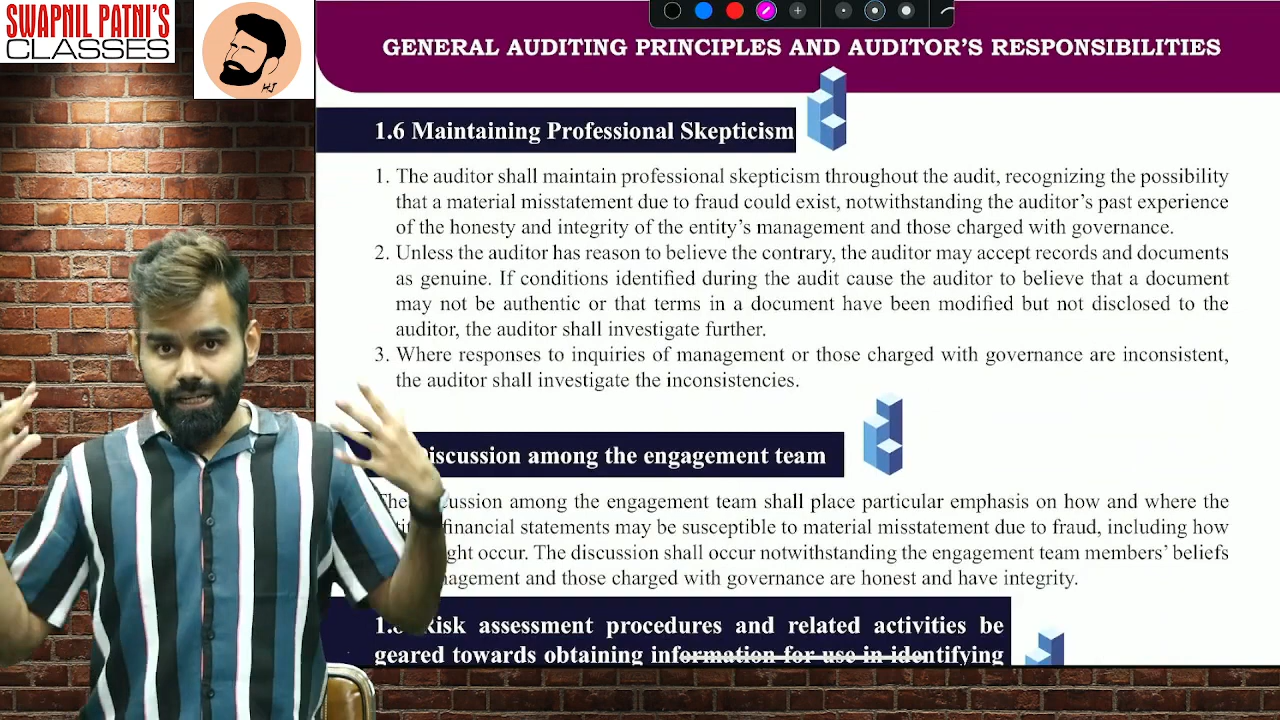 SWAPNIL PATNI'S
CLASSES
HJ
GENERAL AUDITING PRINCIPLES AND AUDITOR'S RESPONSIBILITIES
1.6 Maintaining Professional Skepticism
1. The auditor shall maintain professional skepticism throughout the audit, recognizing the possibility
that a material misstatement due to fraud could exist, notwithstanding the auditor's past experience
of the honesty and integrity of the entity's management and those charged with governance.
2. Unless the auditor has reason to believe the contrary, the auditor may accept records and documents
as genuine. If conditions identified during the audit cause the auditor to believe that a document
may not be authentic or that terms in a document have been modified but not disclosed to the
auditor, the auditor shall investigate further.
3. Where responses to inquiries of management or those charged with governance are inconsistent,
the auditor shall investigate the inconsistencies.
iscussion among the engagement team
The cussion among the engagement team shall place particular emphasis on how and where the
financial statements may be susceptible to material misstatement due to fraud, including how
ght occur. The discussion shall occur notwithstanding the engagement team members' beliefs
nagement and those charged with governance are honest and have integrity.
Risk assessment procedures and related activities be
geared towards obtaining information for use in identifying